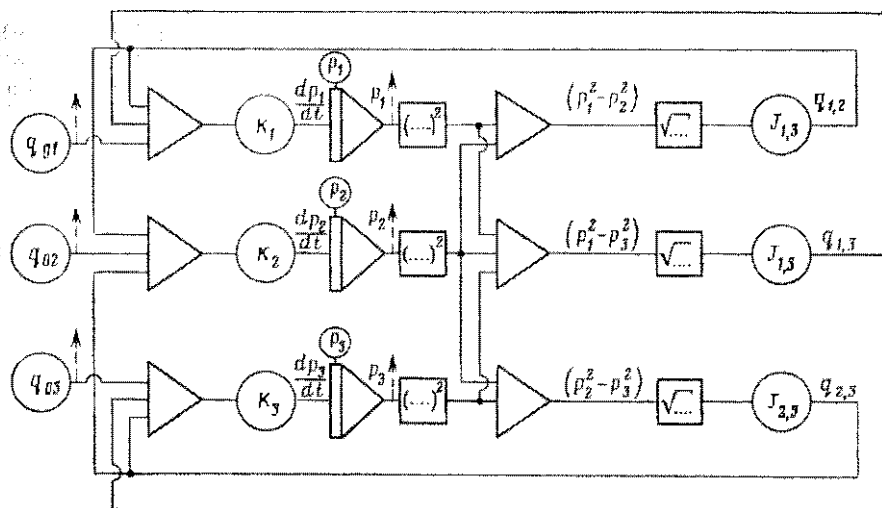 q₀₁
K₁
dp₁/dt
p₁
p₁
(....)²
(p₁²-p₂²)
√....
J₁,₃
q₁,₂
q₀₂
K₂
dp₂/dt
p₂
p₂
(....)²
(p₁²-p₃²)
√....
J₁,₃
q₁,₃
q₀₃
K₃
dp₃/dt
p₃
p₃
(....)²
(p₂²-p₃²)
√....
J₂,₃
q₂,₃